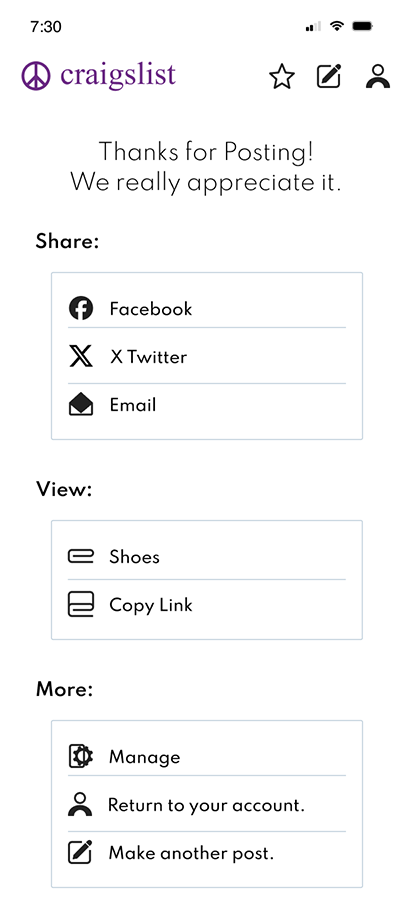 7:30
craigslist
Thanks for Posting!
We really appreciate it.
Share:
Facebook
X Twitter
Email
View:
Shoes
Copy Link
More:
Manage
Return to your account.
Make another post.